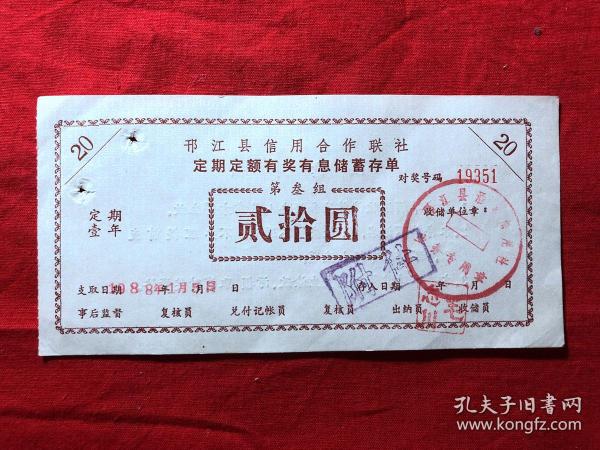 20
20
邗江县信用合作联社
定期定额有奖有息储蓄存单
对奖号码 19351
第叁组
定期
壹年
贰拾圆
收储单位章：
附
支取日期 年 月 日
存入日期 年 月 日
事后监督 复核员 兑付记帐员 复核员 出纳员 收储员
孔夫子旧书网
www.kongfz.com